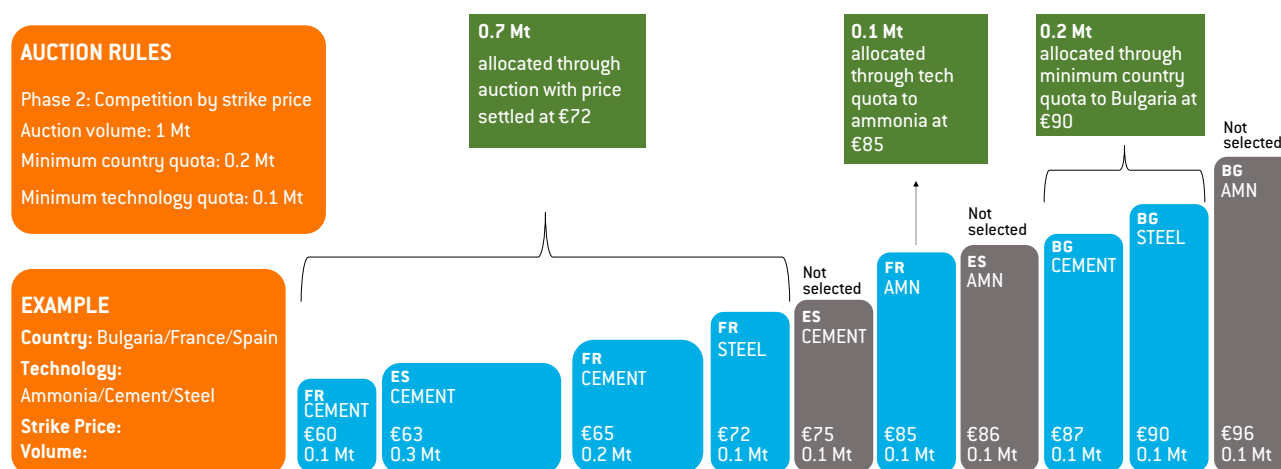 AUCTION RULES
Phase 2: Competition by strike price
Auction volume: 1 Mt
Minimum country quota: 0.2 Mt
Minimum technology quota: 0.1 Mt
EXAMPLE
Country: Bulgaria/France/Spain
Technology:
Ammonia/Cement/Steel
Strike Price:
Volume:
0.7 Mt
allocated through
auction with price
settled at €72
0.1 Mt
allocated
through tech
quota to
ammonia at
€85
0.2 Mt
allocated through
minimum country
quota to Bulgaria at
€90
FR
CEMENT
€60
0.1 Mt
ES
CEMENT
€63
0.3 Mt
FR
CEMENT
€65
0.2 Mt
FR
STEEL
€72
0.1 Mt
Not
selected
ES
CEMENT
€75
0.1 Mt
FR
AMN
€85
0.1 Mt
Not
selected
ES
AMN
€86
0.1 Mt
BG
CEMENT
€87
0.1 Mt
BG
STEEL
€90
0.1 Mt
Not
selected
BG
AMN
€96
0.1 Mt